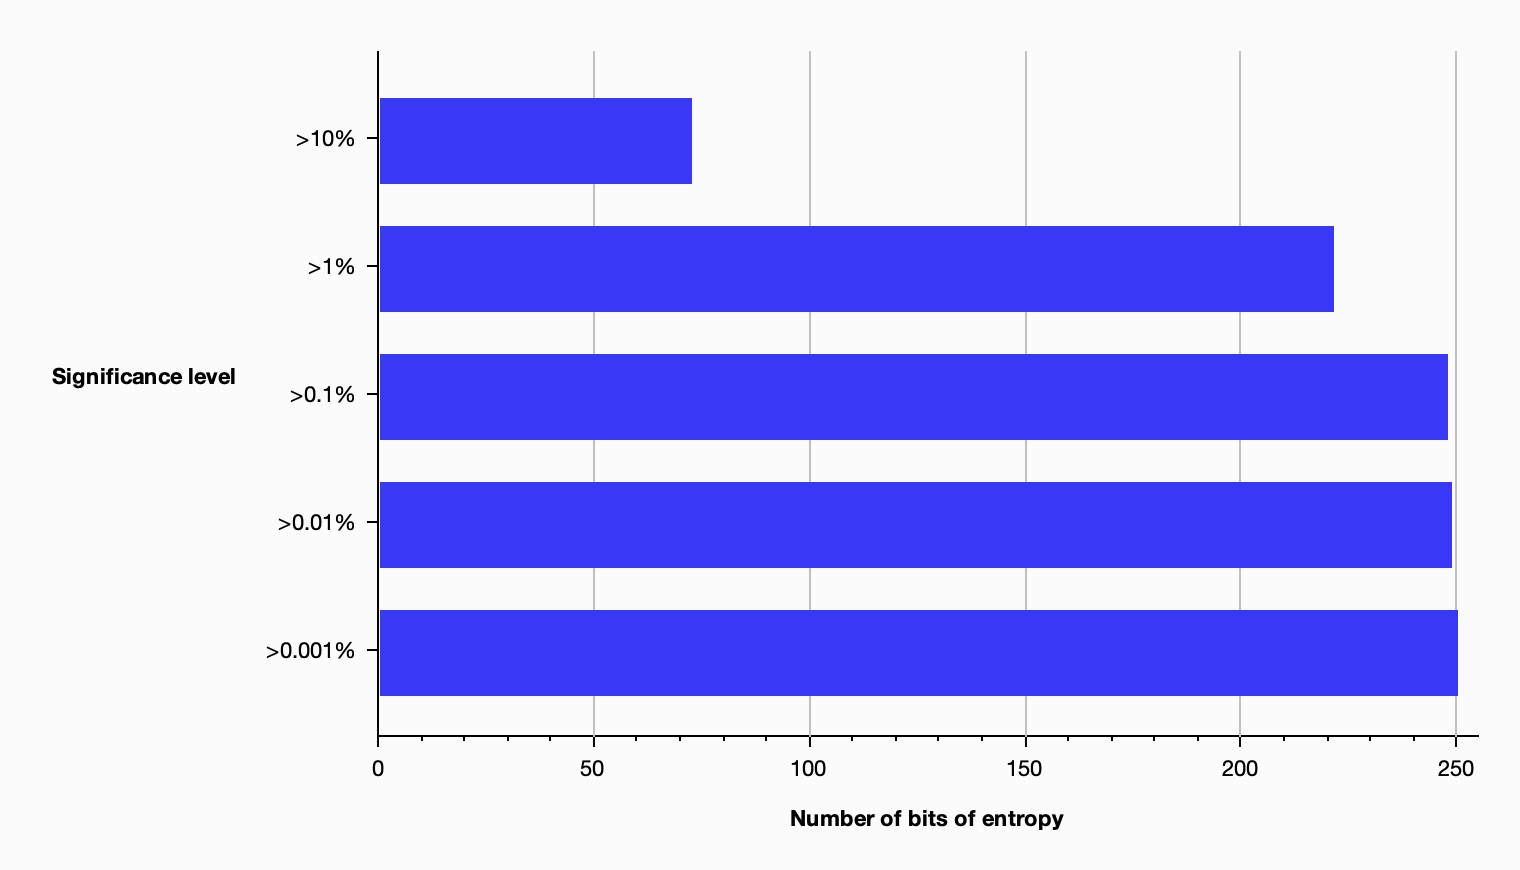 >10%
>1%
Significance level
>0.1%
>0.01%
>0.001%
0 50 100 150 200 250
Number of bits of entropy